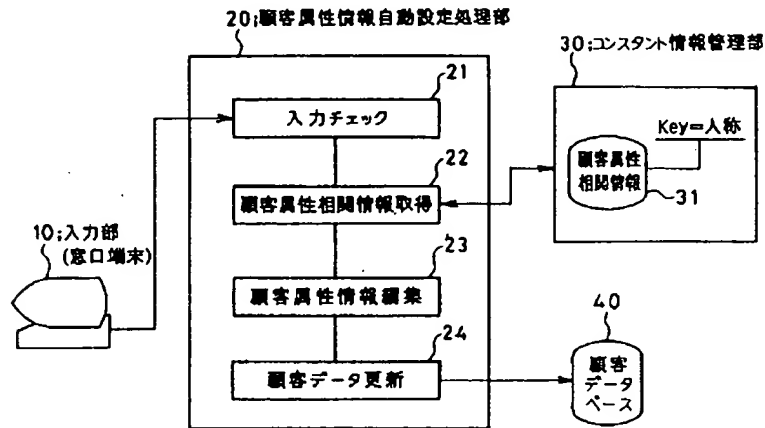 20;顧客属性情報自動設定処理部
21
入力チェック
22
顧客属性相関情報取得
23
顧客属性情報編集
24
顧客データ更新
10;入力部
(窓口端末)
30;コンスタント情報管理部
Key=人称
顧客属性
相関情報
31
40
顧客
データ
ベース